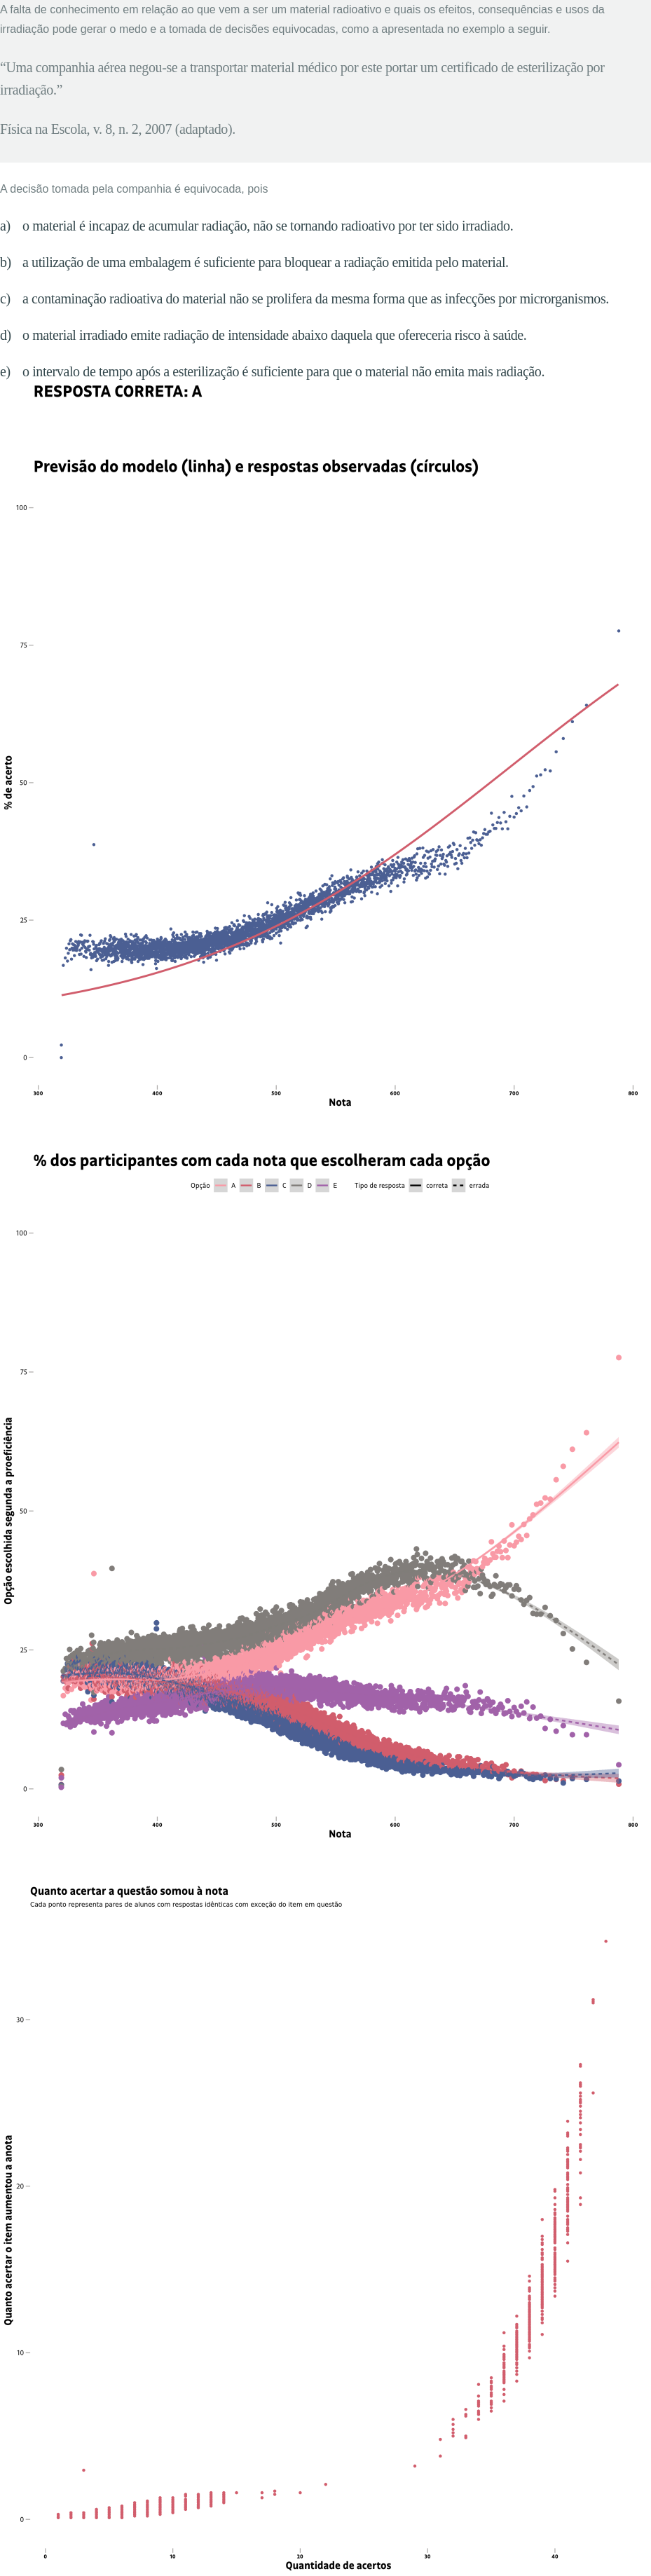 A falta de conhecimento em relação ao que vem a ser um material radioativo e quais os efeitos, consequências e usos da
irradiação pode gerar o medo e a tomada de decisões equivocadas, como a apresentada no exemplo a seguir.
“Uma companhia aérea negou-se a transportar material médico por este portar um certificado de esterilização por
irradiação.”
Física na Escola, v. 8, n. 2, 2007 (adaptado).
A decisão tomada pela companhia é equivocada, pois
a) o material é incapaz de acumular radiação, não se tornando radioativo por ter sido irradiado.
b) a utilização de uma embalagem é suficiente para bloquear a radiação emitida pelo material.
c) a contaminação radioativa do material não se prolifera da mesma forma que as infecções por microrganismos.
d) o material irradiado emite radiação de intensidade abaixo daquela que ofereceria risco à saúde.
e) o intervalo de tempo após a esterilização é suficiente para que o material não emita mais radiação.
RESPOSTA CORRETA: A
Previsão do modelo (linha) e respostas observadas (círculos)
100
75
50
25
0
% de acerto
300 400 500 600 700 800
Nota
% dos participantes com cada nota que escolheram cada opção
Opção A B C D E Tipo de resposta correta errada
100
75
50
25
0
Opção escolhida segunda a proeficiência
300 400 500 600 700 800
Nota
Quanto acertar a questão somou à nota
Cada ponto representa pares de alunos com respostas idênticas com exceção do item em questão
30
20
10
0
Quanto acertar o item aumentou a anota
0 10 20 30 40
Quantidade de acertos